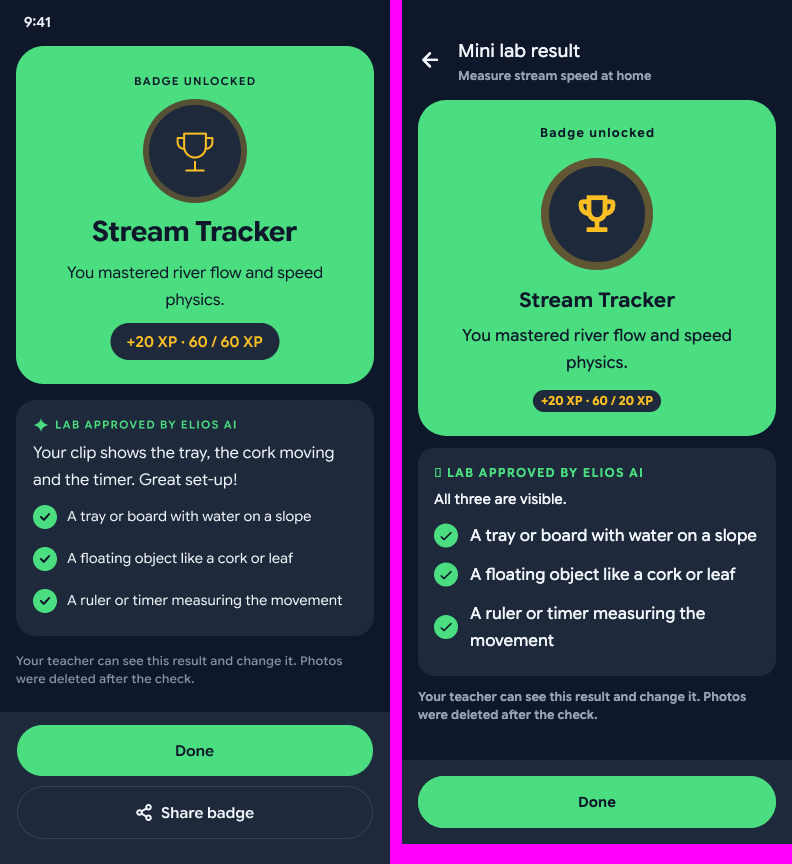 9:41
BADGE UNLOCKED
Stream Tracker
You mastered river flow and speed
physics.
+20 XP · 60 / 60 XP
LAB APPROVED BY ELIOS AI
Your clip shows the tray, the cork moving
and the timer. Great set-up!
A tray or board with water on a slope
A floating object like a cork or leaf
A ruler or timer measuring the movement
Your teacher can see this result and change it. Photos
were deleted after the check.
Done
Share badge
Mini lab result
Measure stream speed at home
Badge unlocked
Stream Tracker
You mastered river flow and speed
physics.
+20 XP · 60 / 20 XP
LAB APPROVED BY ELIOS AI
All three are visible.
A tray or board with water on a slope
A floating object like a cork or leaf
A ruler or timer measuring the
movement
Your teacher can see this result and change it. Photos
were deleted after the check.
Done